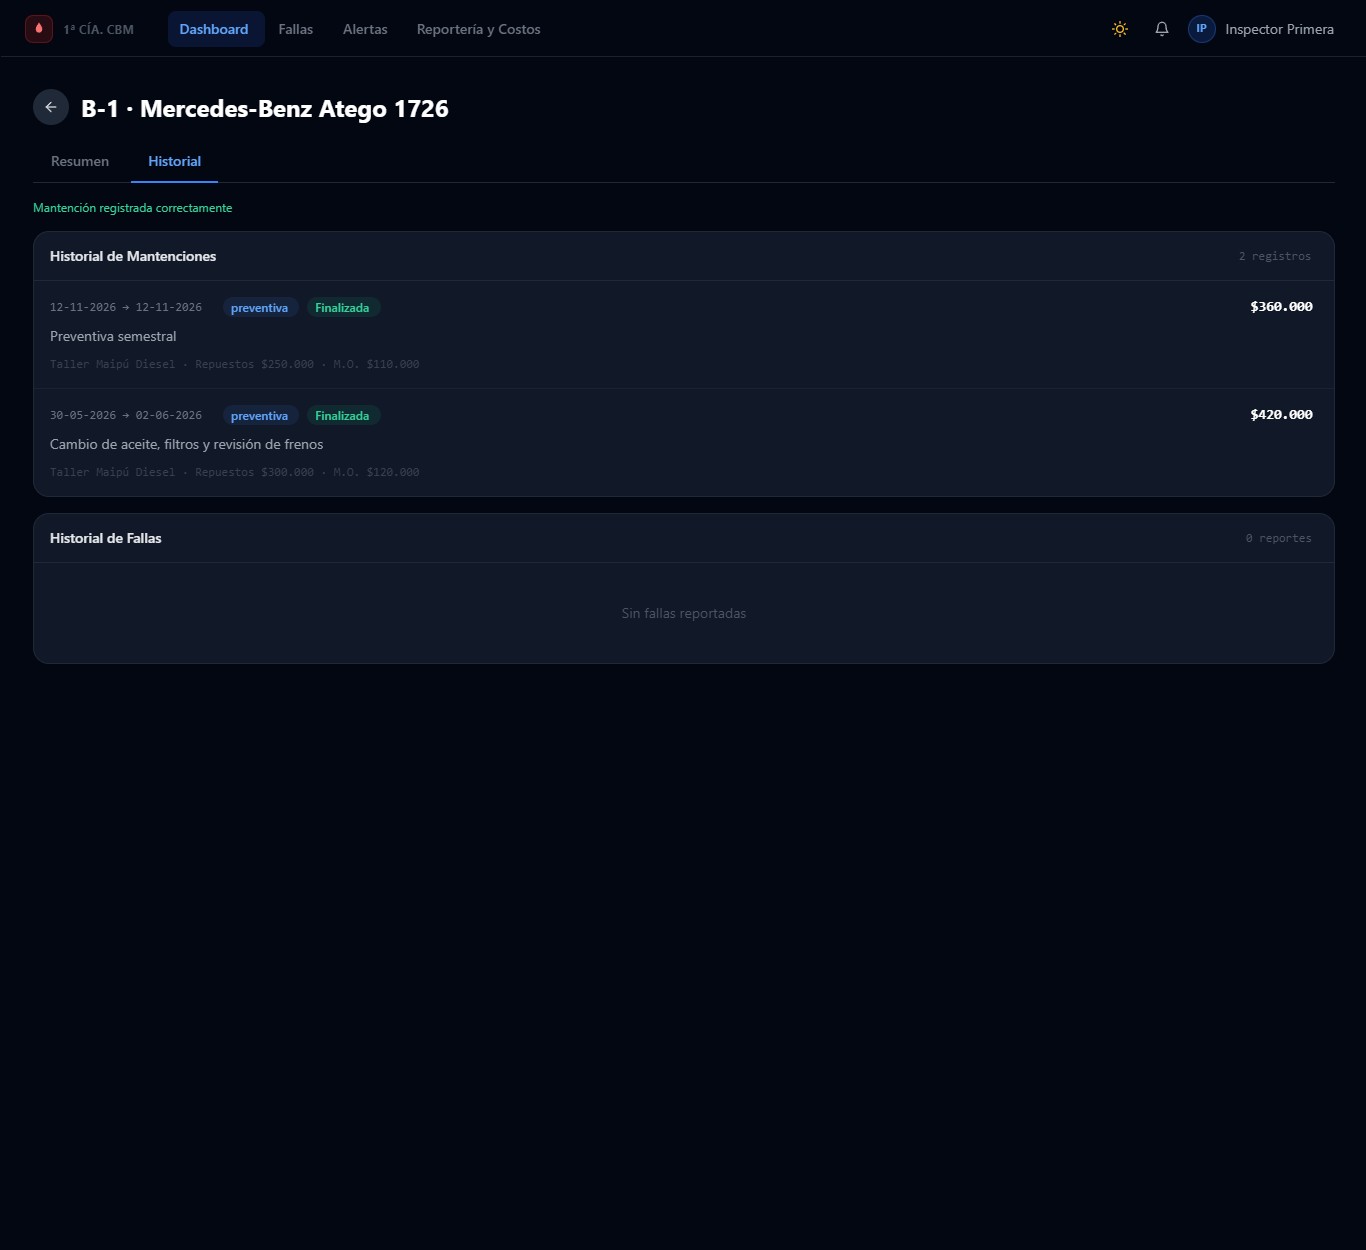 1ª CÍA. CBM Dashboard Fallas Alertas Reportería y Costos IP Inspector Primera
B-1 · Mercedes-Benz Atego 1726
Resumen Historial
Mantención registrada correctamente
Historial de Mantenciones 2 registros
12-11-2026 → 12-11-2026 preventiva Finalizada $360.000
Preventiva semestral
Taller Maipú Diesel · Repuestos $250.000 · M.O. $110.000
30-05-2026 → 02-06-2026 preventiva Finalizada $420.000
Cambio de aceite, filtros y revisión de frenos
Taller Maipú Diesel · Repuestos $300.000 · M.O. $120.000
Historial de Fallas 0 reportes
Sin fallas reportadas